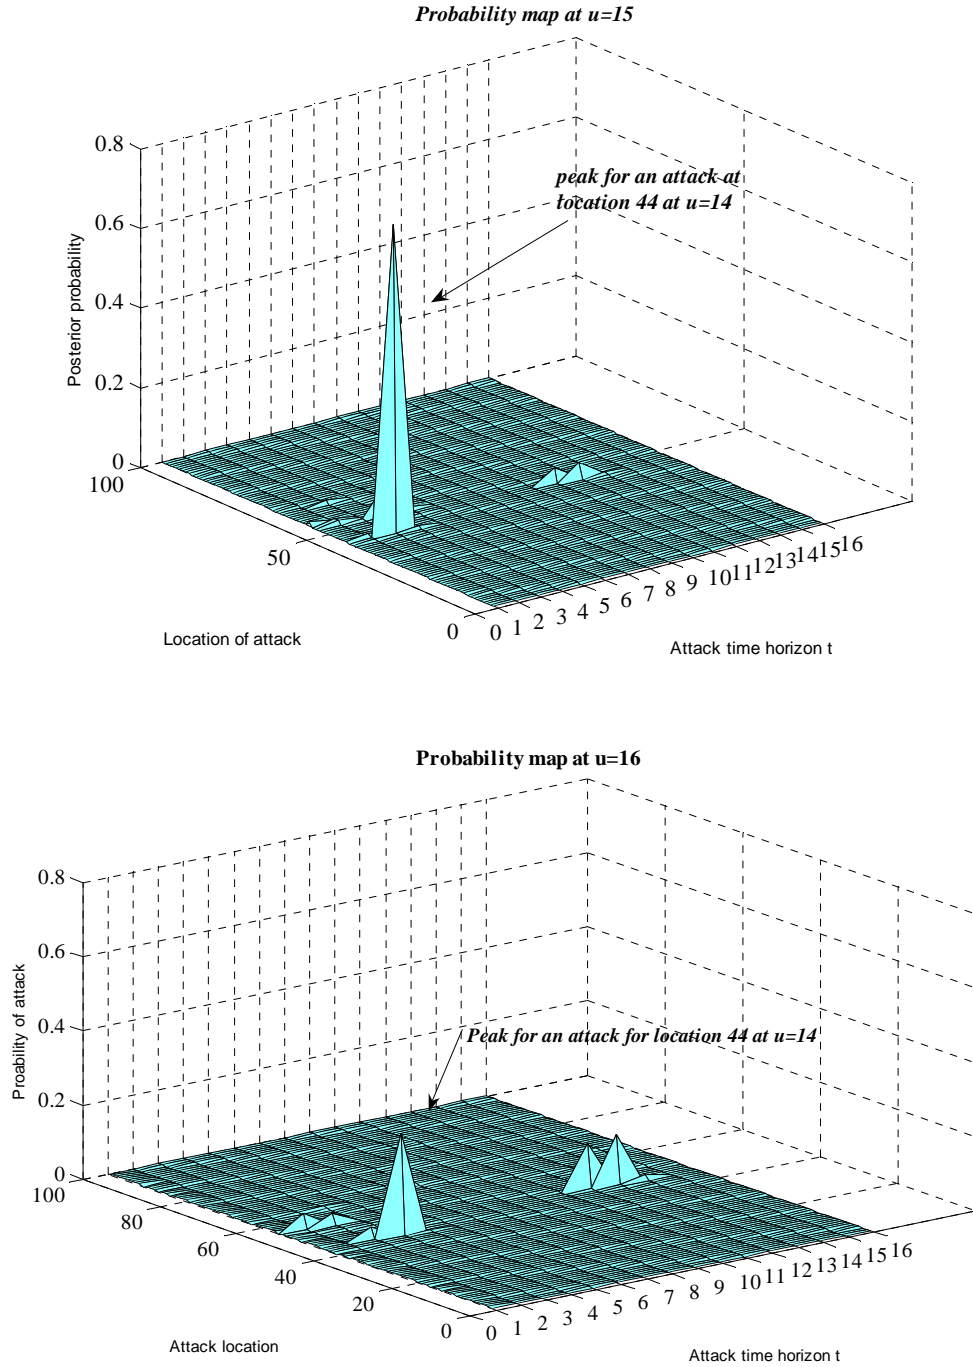 Probability map at u=15
0.8
peak for an attack at
location 44 at u=14
0.6
Posterior probability
0.4
0.2
0
100
50
0
0 1 2 3 4 5 6 7 8 9 10 11 12 13 14 15 16
Location of attack
Attack time horizon t
Probability map at u=16
0.8
0.6
Proability of attack
0.4
Peak for an attack for location 44 at u=14
0.2
0
100
80
60
40
20
0
0 1 2 3 4 5 6 7 8 9 10 11 12 13 14 15 16
Attack location
Attack time horizon t